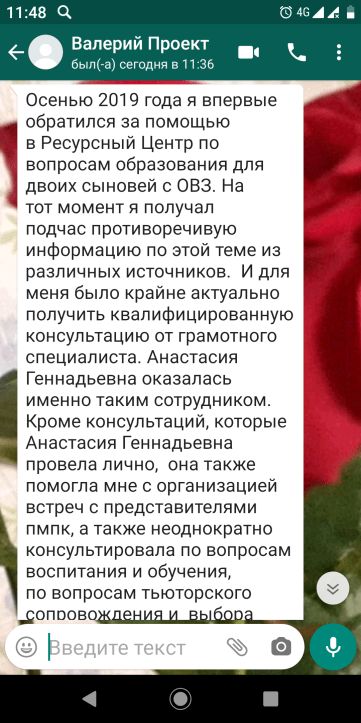 11:48
4G
Валерий Проект
был(-а) сегодня в 11:36
Осенью 2019 года я впервые
обратился за помощью
в Ресурсный Центр по
вопросам образования для
двоих сыновей с ОВЗ. На
тот момент я получал
подчас противоречивую
информацию по этой теме из
различных источников.  И для
меня было крайне актуально
получить квалифицированную
консультацию от грамотного
специалиста. Анастасия
Геннадьевна оказалась
именно таким сотрудником.
Кроме консультаций, которые
Анастасия Геннадьевна
провела лично,  она также
помогла мне с организацией
встреч с представителями
пмпк, а также неоднократно
консультировала по вопросам
воспитания и обучения,
по вопросам тьюторского
сопровождения и  выбора
Введите текст